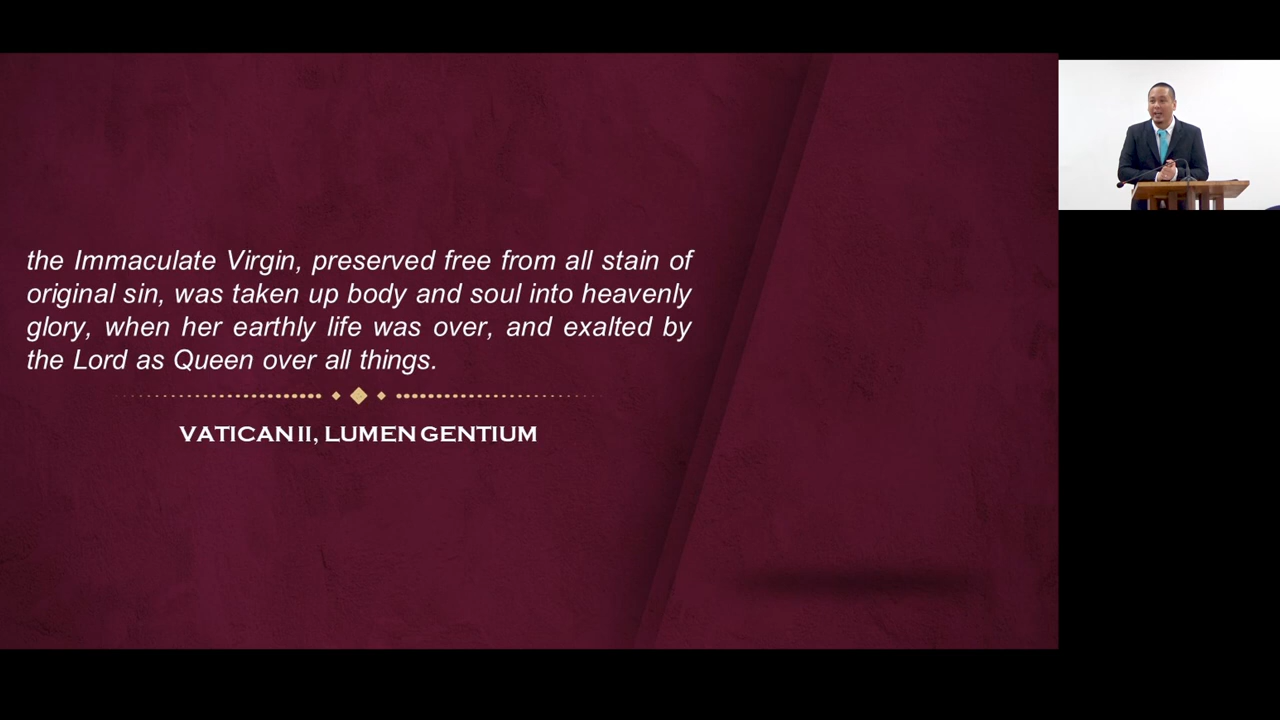 the Immaculate Virgin, preserved free from all stain of
original sin, was taken up body and soul into heavenly
glory, when her earthly life was over, and exalted by
the Lord as Queen over all things.
VATICAN II, LUMEN GENTIUM